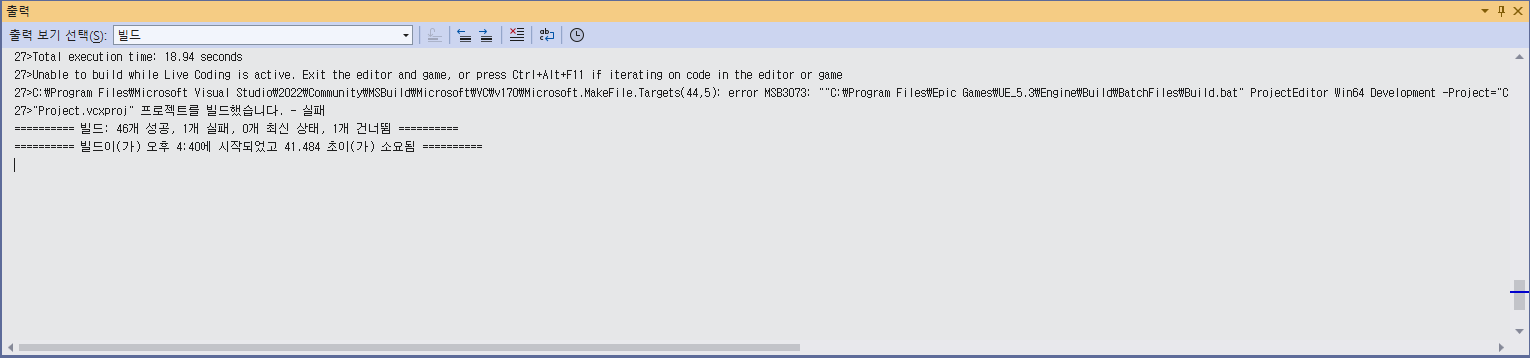 출력
출력 보기 선택(S): 빌드
27>Total execution time: 18.94 seconds
27>Unable to build while Live Coding is active. Exit the editor and game, or press Ctrl+Alt+F11 if iterating on code in the editor or game
27>C:₩Program Files₩Microsoft Visual Studio₩2022₩Community₩MSBuild₩Microsoft₩VC₩v170₩Microsoft.MakeFile.Targets(44,5): error MSB3073: ""C:₩Program Files₩Epic Games₩UE_5.3₩Engine₩Build₩BatchFiles₩Build.bat" ProjectEditor Win64 Development -Project="C
27>"Project.vcxproj" 프로젝트를 빌드했습니다. - 실패
========== 빌드: 46개 성공, 1개 실패, 0개 최신 상태, 1개 건너뜀 ==========
========== 빌드이(가) 오후 4:40에 시작되었고 41.484 초이(가) 소요됨 ==========